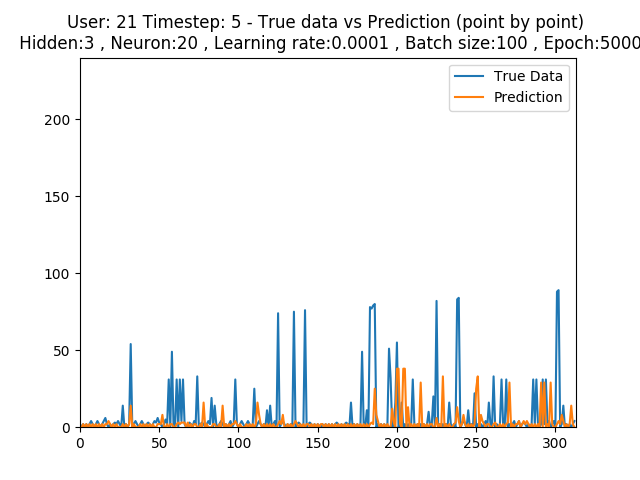 User: 21 Timestep: 5 - True data vs Prediction (point by point)
Hidden:3 , Neuron:20 , Learning rate:0.0001 , Batch size:100 , Epoch:5000
True Data
Prediction
200
150
100
50
0
0 50 100 150 200 250 300